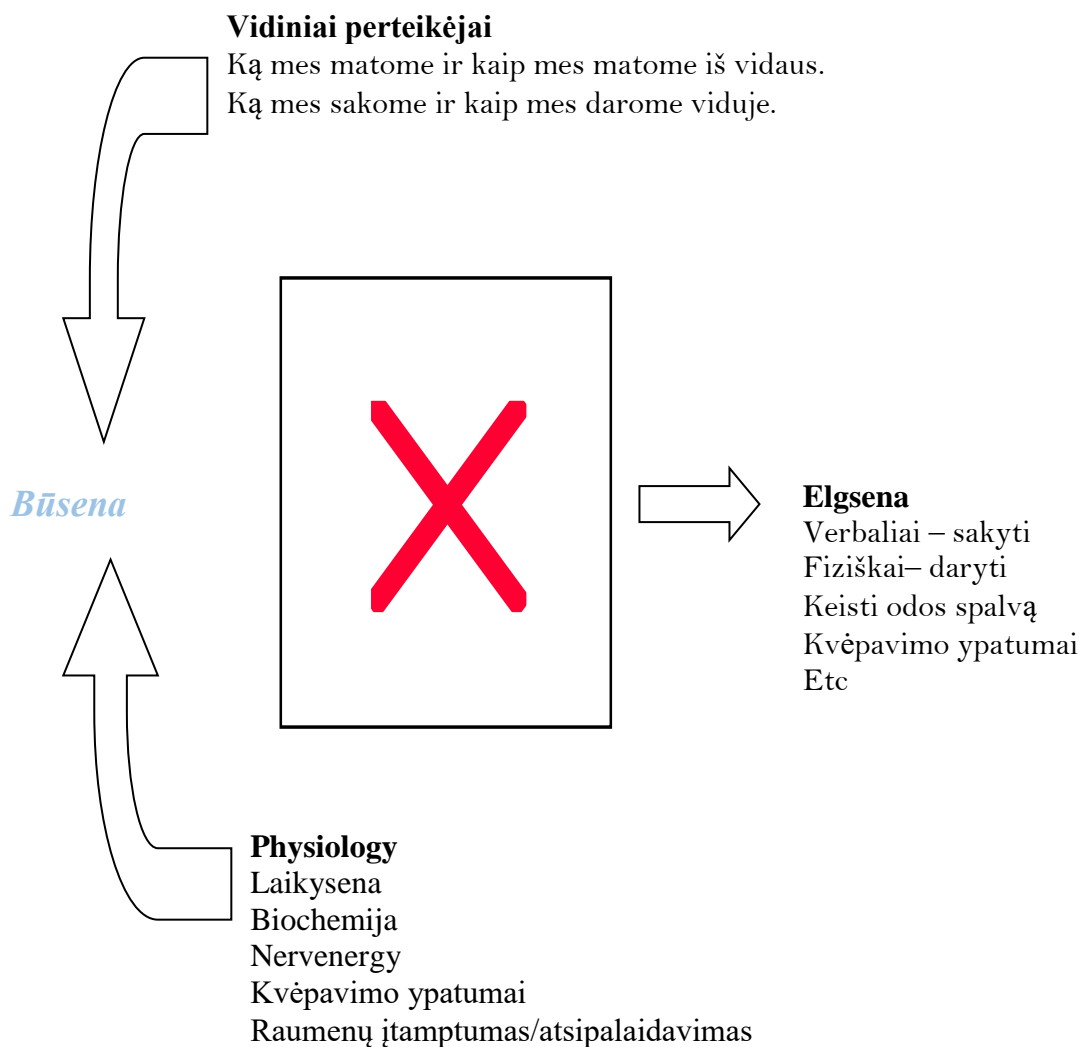 Vidiniai perteikėjai
Ką mes matome ir kaip mes matome iš vidaus.
Ką mes sakome ir kaip mes darome viduje.
Būsena
Elgsena
Verbaliai – sakyti
Fiziškai– daryti
Keisti odos spalvą
Kvėpavimo ypatumai
Etc
Physiology
Laikysena
Biochemija
Nervenergy
Kvėpavimo ypatumai
Raumenų įtamptumas/atsipalaidavimas